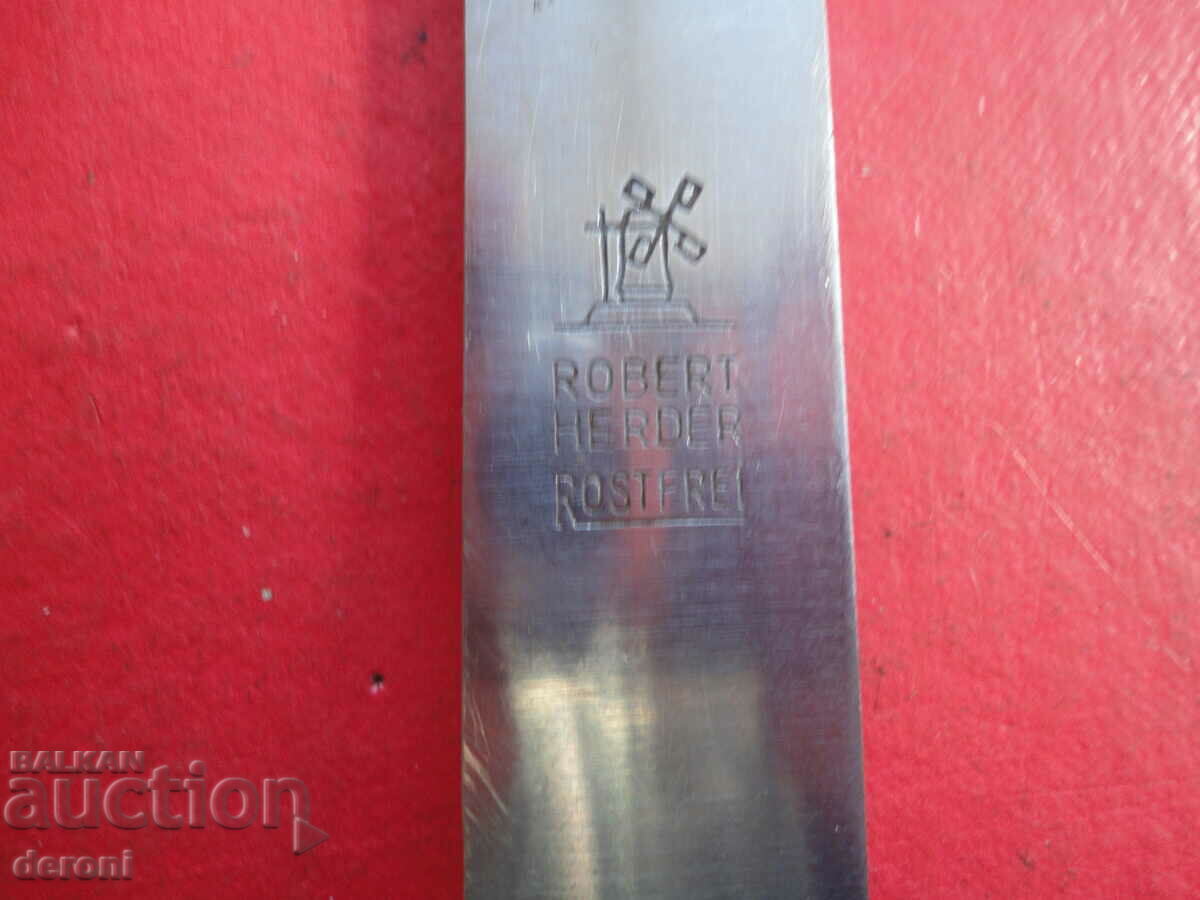 ROBERT
HERDER
ROSTFREI
BALKAN
auction
deroni